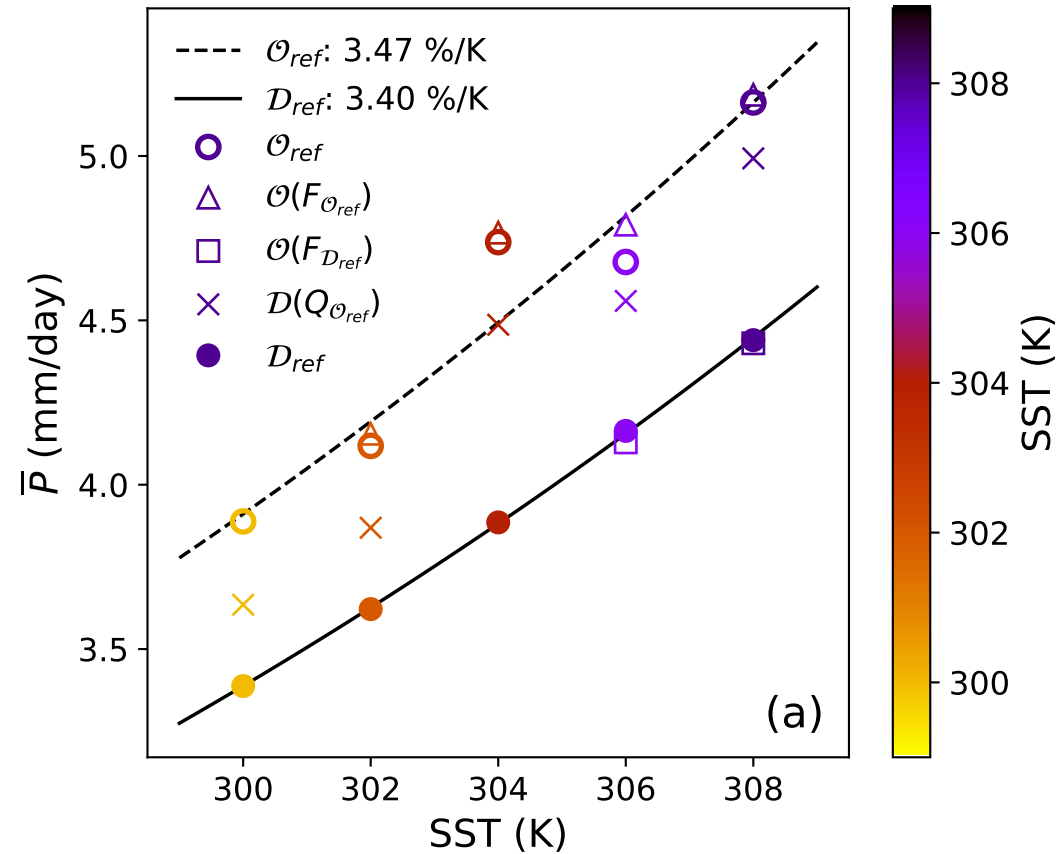 𝒪ref: 3.47 %/K
𝒟ref: 3.40 %/K
𝒪ref
𝒪(F𝒪ref)
𝒪(F𝒟ref)
𝒟(Q𝒪ref)
𝒟ref
5.0
4.5
4.0
3.5
P̅ (mm/day)
300 302 304 306 308
SST (K)
(a)
308
306
304
302
300
SST (K)